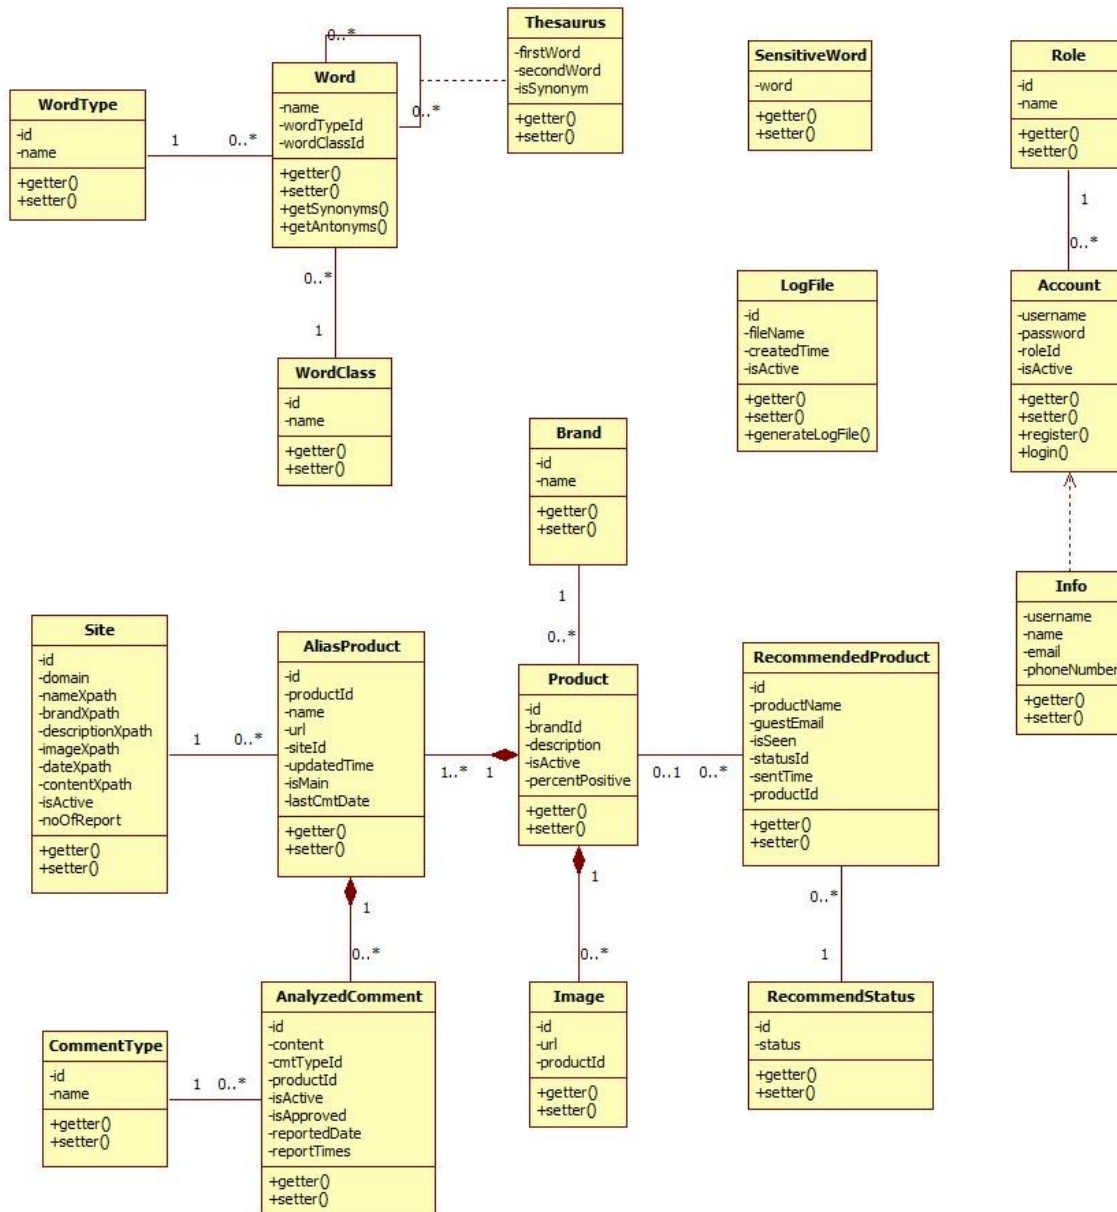 Thesaurus
-firstWord
-secondWord
-isSynonym
+getter()
+setter()
0..*
0..*
Word
-name
-wordTypeId
-wordClassId
+getter()
+setter()
+getSynonyms()
+getAntonyms()
WordType
-id
-name
+getter()
+setter()
1
0..*
0..*
1
WordClass
-id
-name
+getter()
+setter()
SensitiveWord
-word
+getter()
+setter()
Role
-id
-name
+getter()
+setter()
1
0..*
LogFile
-id
-fileName
-createdTime
-isActive
+getter()
+setter()
+generateLogFile()
Account
-username
-password
-roleId
-isActive
+getter()
+setter()
+register()
+login()
Brand
-id
-name
+getter()
+setter()
1
0..*
Info
-username
-name
-email
-phoneNumber
+getter()
+setter()
Site
-id
-domain
-nameXpath
-brandXpath
-descriptionXpath
-imageXpath
-dateXpath
-contentXpath
-isActive
-noOfReport
+getter()
+setter()
1
0..*
AliasProduct
-id
-productId
-name
-url
-siteId
-updatedTime
-isMain
-lastCmtDate
+getter()
+setter()
1..*
1
Product
-id
-brandId
-description
-isActive
-percentPositive
+getter()
+setter()
0..1
0..*
RecommendedProduct
-id
-productName
-guestEmail
-isSeen
-statusId
-sentTime
-productId
+getter()
+setter()
1
0..*
1
0..*
0..*
1
CommentType
-id
-name
+getter()
+setter()
1
0..*
AnalyzedComment
-id
-content
-cmtTypeId
-productId
-isActive
-isApproved
-reportedDate
-reportTimes
+getter()
+setter()
Image
-id
-url
-productId
+getter()
+setter()
RecommendStatus
-id
-status
+getter()
+setter()